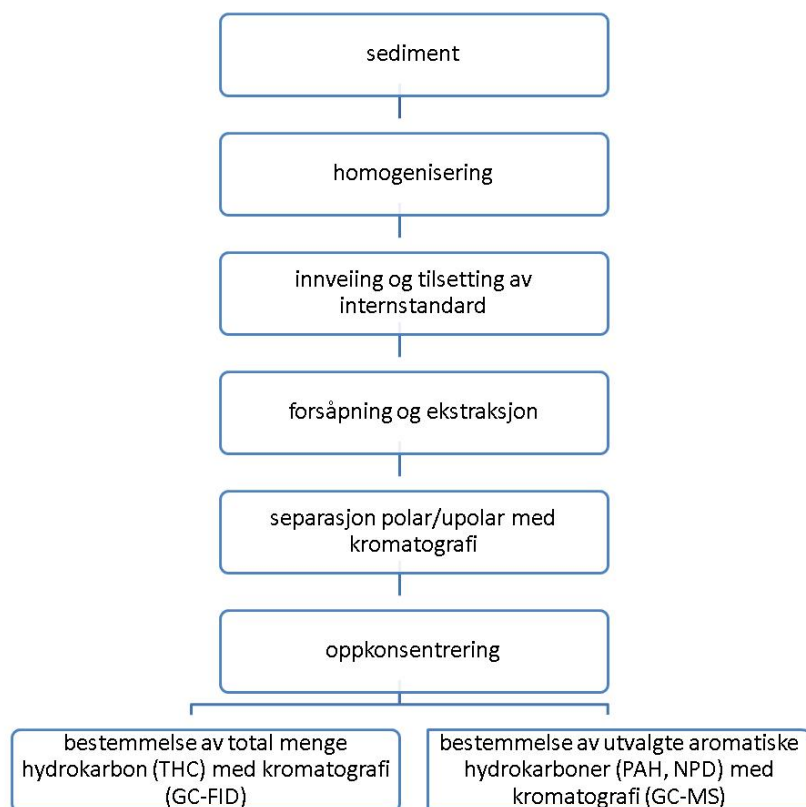 sediment
homogenisering
innveiing og tilsetting av
internstandard
forsåpning og ekstraksjon
separasjon polar/upolar med
kromatografi
oppkonsentrering
bestemmelse av total menge
hydrokarbon (THC) med kromatografi
(GC-FID)
bestemmelse av utvalgte aromatiske
hydrokarboner (PAH, NPD) med
kromatografi (GC-MS)